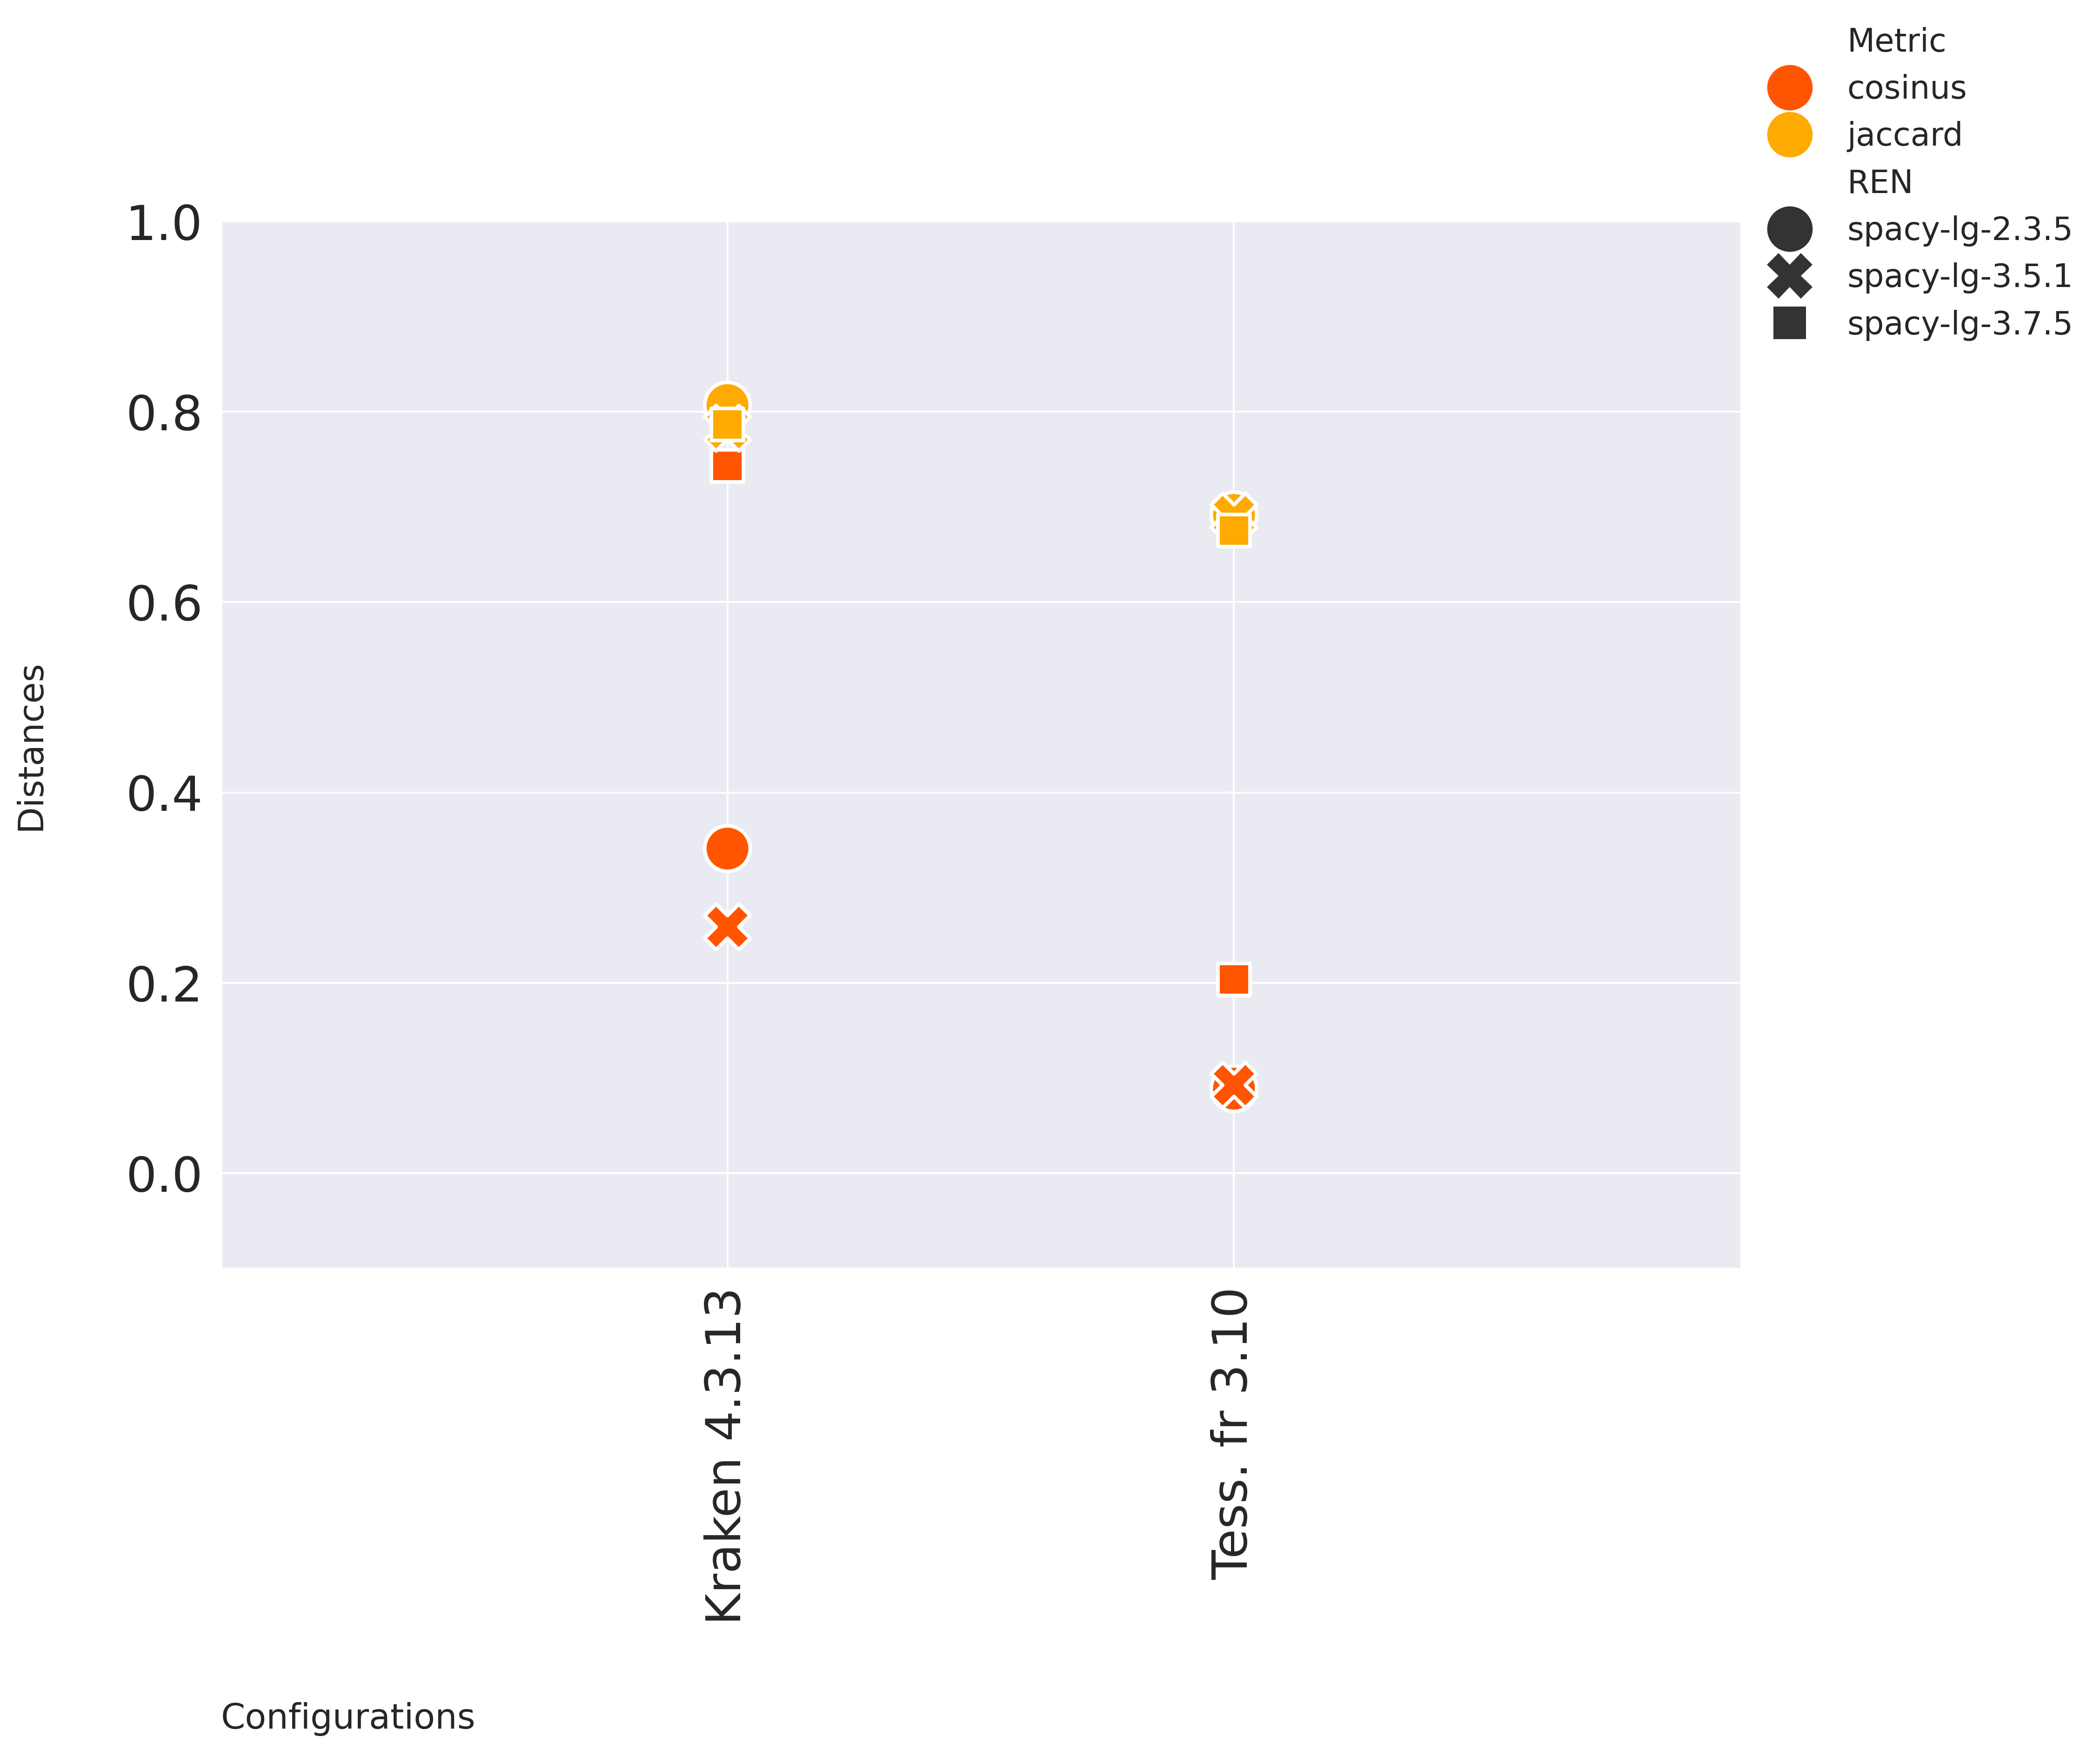 Metric
cosinus
jaccard
REN
spacy-lg-2.3.5
spacy-lg-3.5.1
spacy-lg-3.7.5
1.0
0.8
0.6
0.4
0.2
0.0
Distances
Kraken 4.3.13
Tess. fr 3.10
Configurations